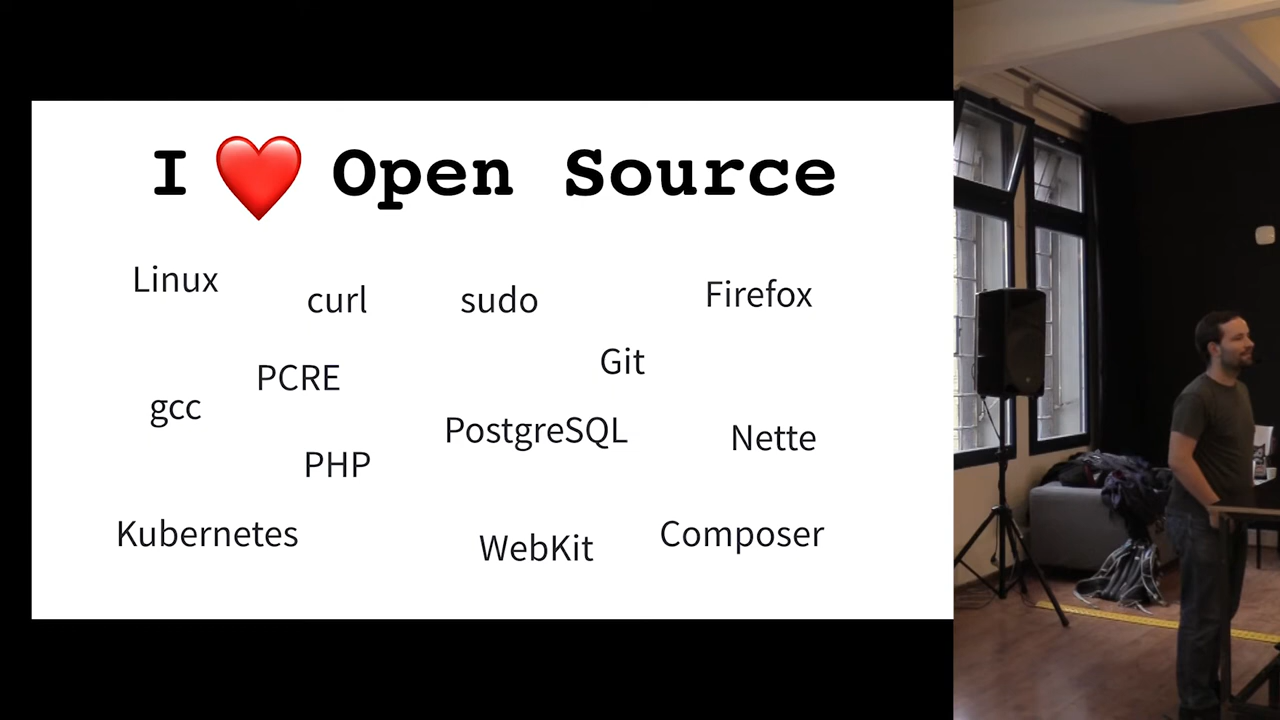 I ❤️ Open Source
Linux
curl
sudo
Firefox
Git
PCRE
gcc
PostgreSQL
Nette
PHP
Kubernetes
WebKit
Composer